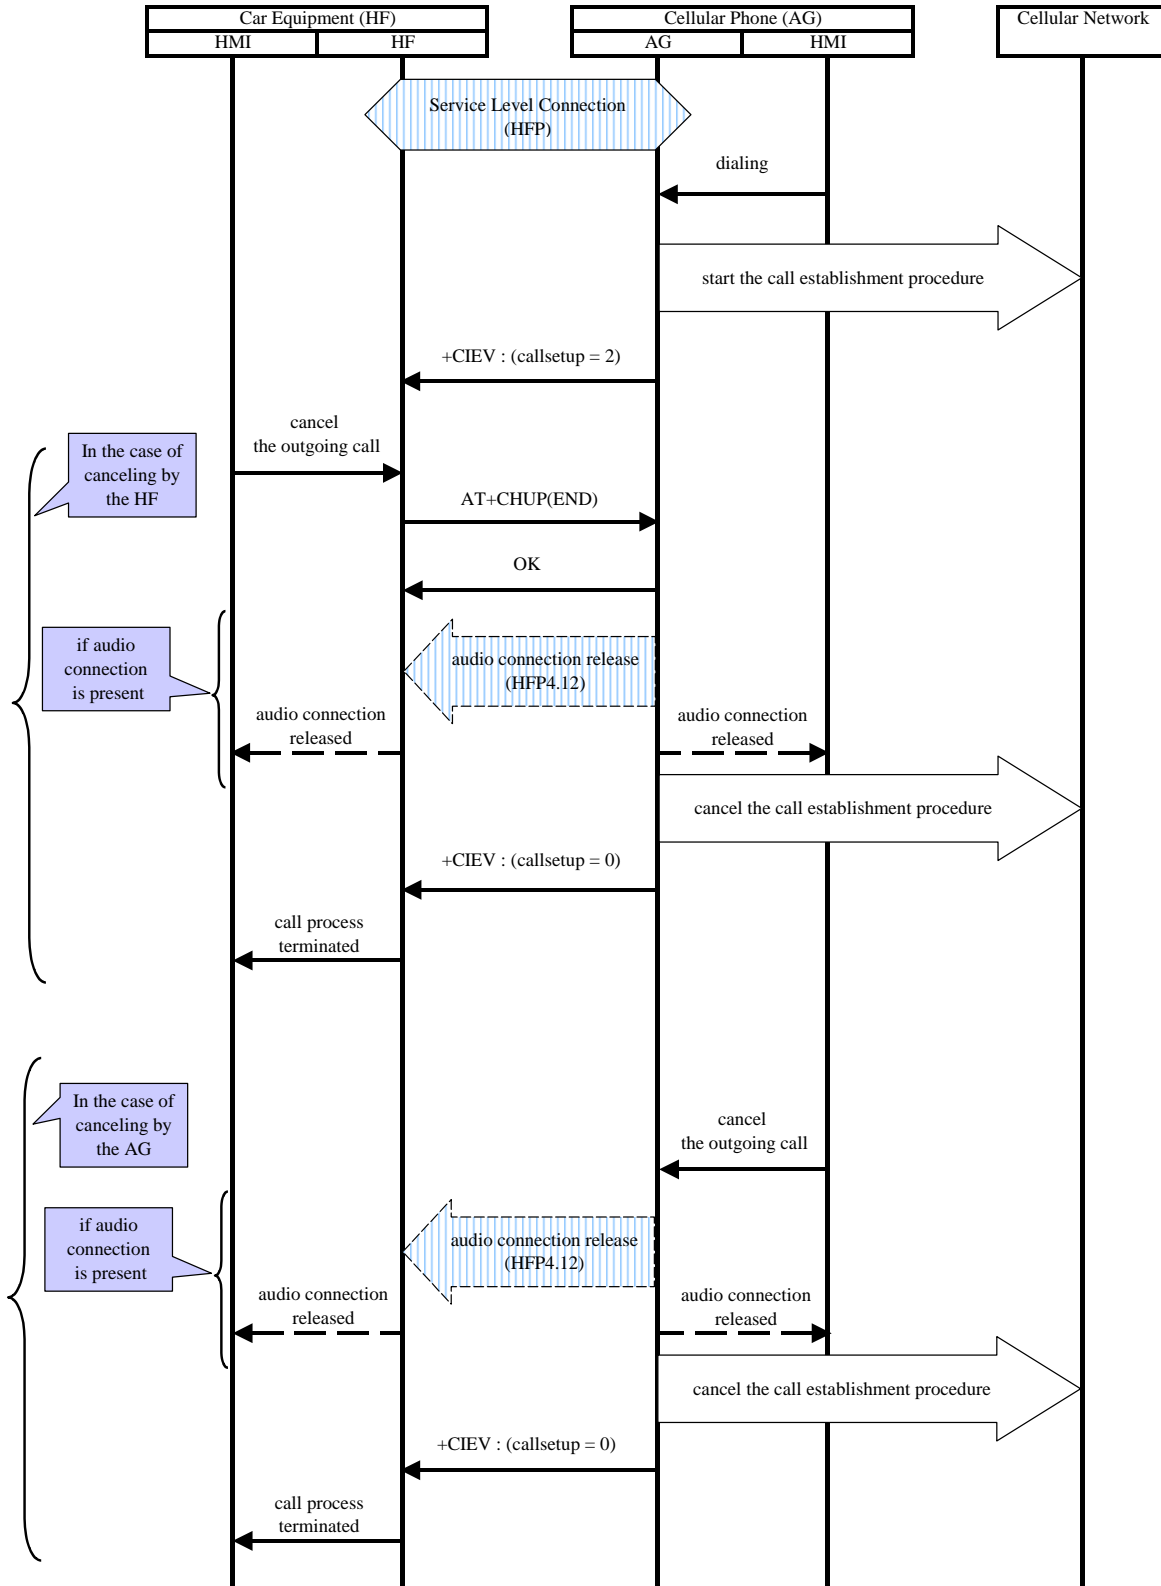 Car Equipment (HF)
Cellular Phone (AG)
Cellular Network
HMI
HF
AG
HMI
Service Level Connection
(HFP)
dialing
start the call establishment procedure
+CIEV : (callsetup = 2)
In the case of
canceling by
the HF
cancel
the outgoing call
AT+CHUP(END)
OK
if audio
connection
is present
audio connection release
(HFP4.12)
audio connection
released
audio connection
released
cancel the call establishment procedure
+CIEV : (callsetup = 0)
call process
terminated
In the case of
canceling by
the AG
cancel
the outgoing call
if audio
connection
is present
audio connection release
(HFP4.12)
audio connection
released
audio connection
released
cancel the call establishment procedure
+CIEV : (callsetup = 0)
call process
terminated